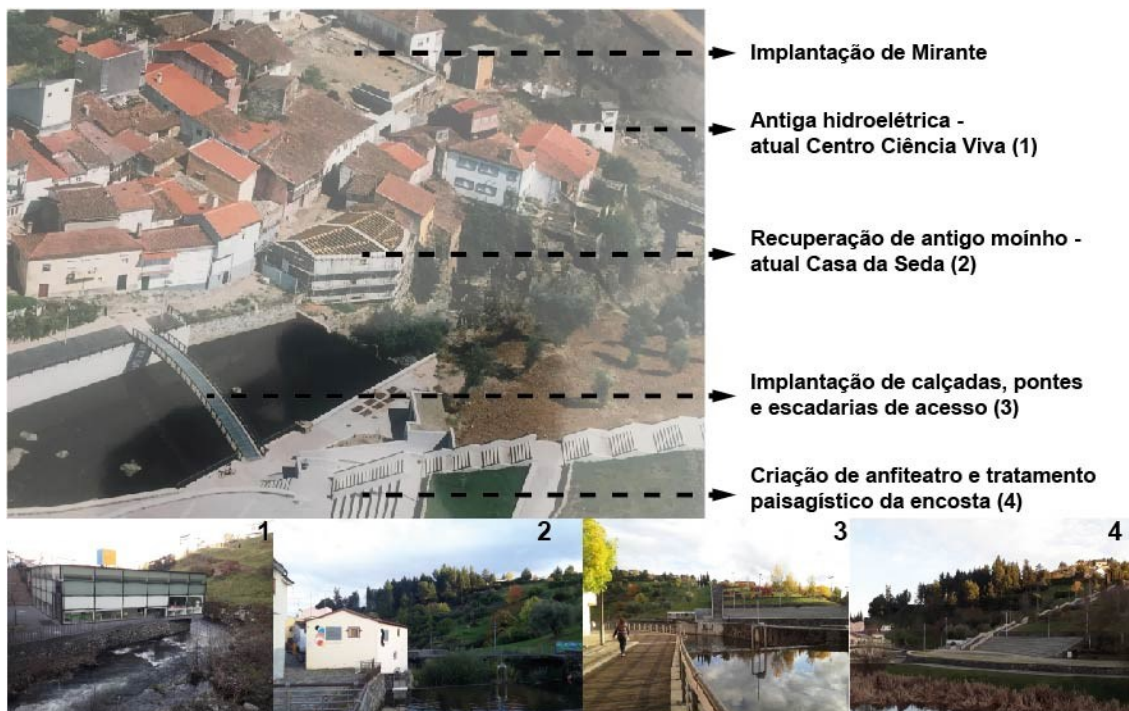 Implantação de Mirante
Antiga hidroelétrica -
atual Centro Ciência Viva (1)
Recuperação de antigo moínho -
atual Casa da Seda (2)
Implantação de calçadas, pontes
e escadarias de acesso (3)
Criação de anfiteatro e tratamento
paisagístico da encosta (4)
1
2
3
4